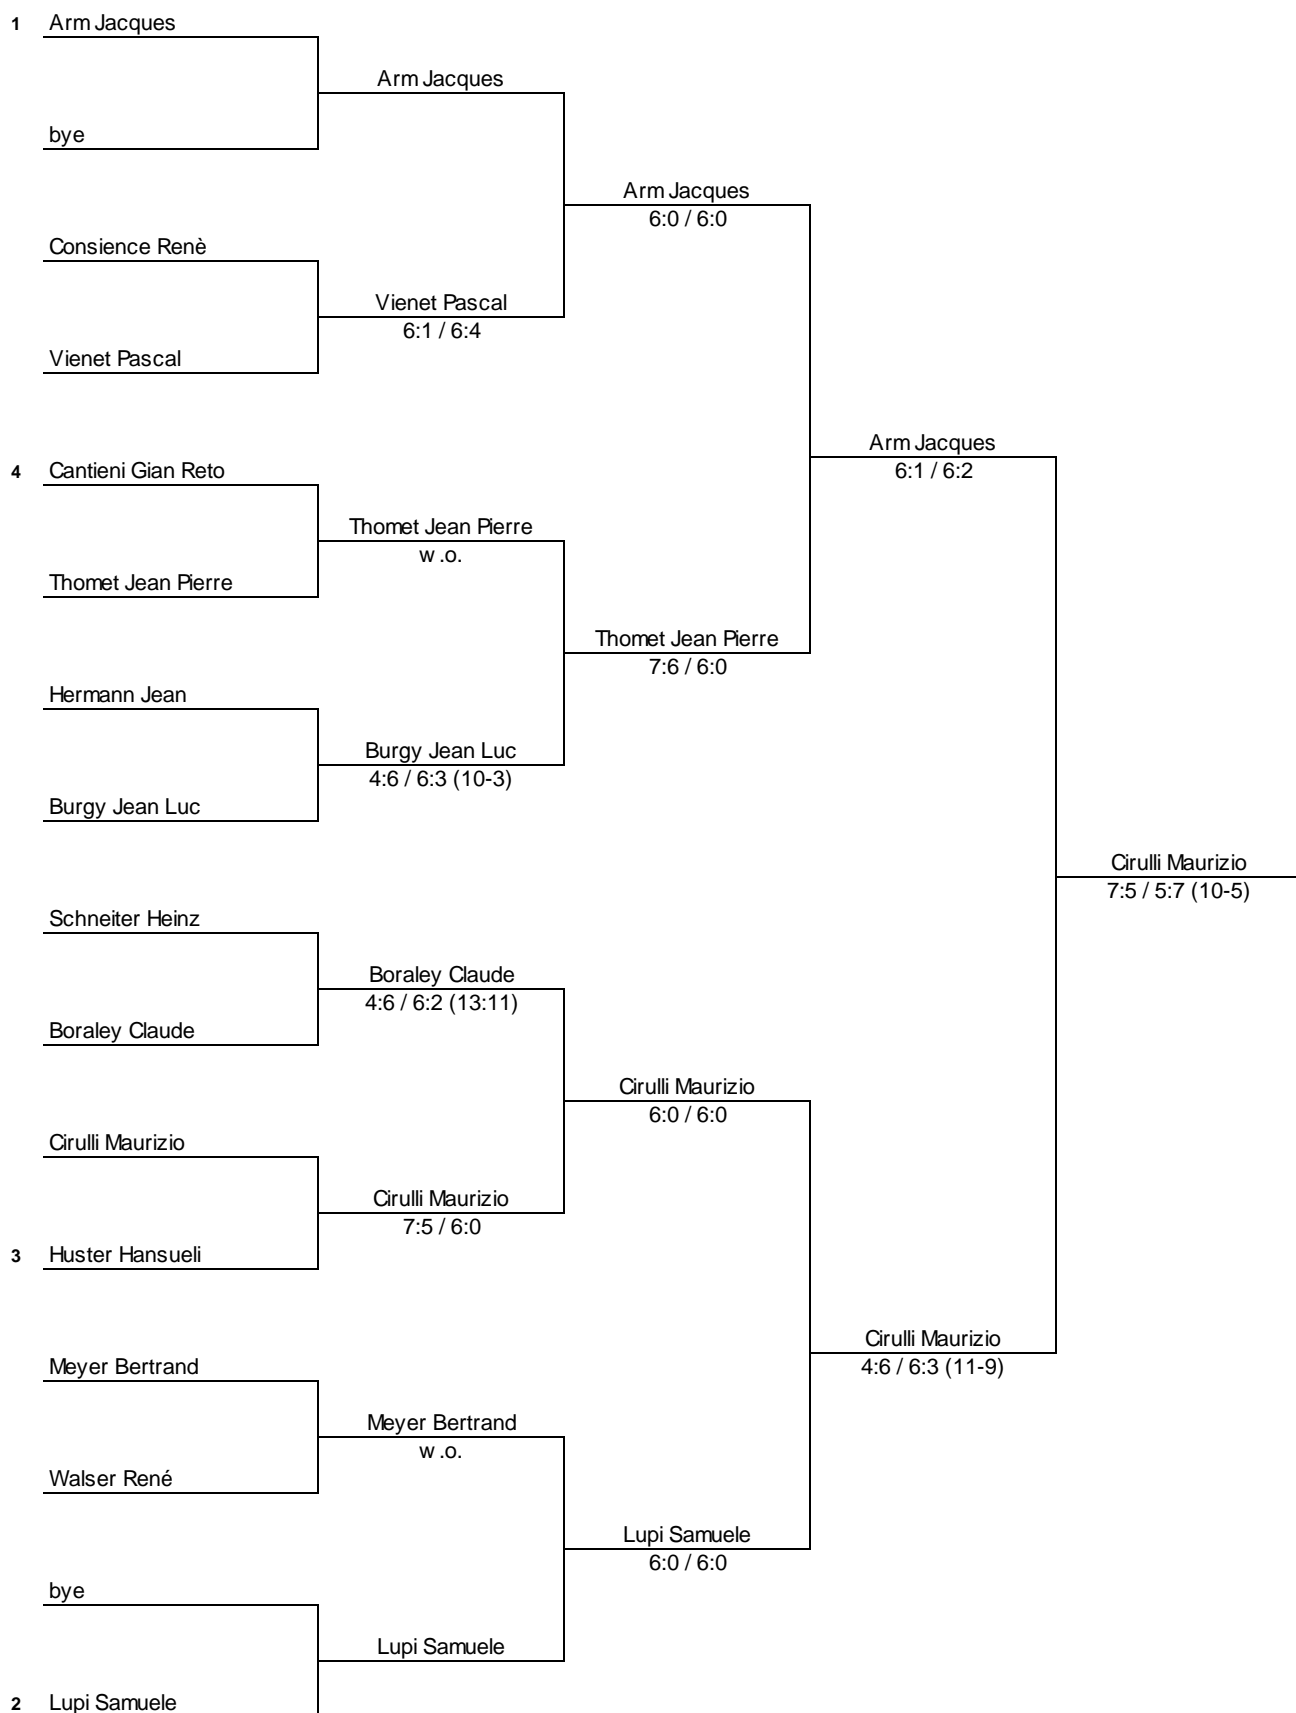 1 Arm Jacques
Arm Jacques
bye
Arm Jacques
6:0 / 6:0
Consience Renè
Vienet Pascal
6:1 / 6:4
Vienet Pascal
Arm Jacques
6:1 / 6:2
4 Cantieni Gian Reto
Thomet Jean Pierre
w.o.
Thomet Jean Pierre
Thomet Jean Pierre
7:6 / 6:0
Hermann Jean
Burgy Jean Luc
4:6 / 6:3 (10-3)
Burgy Jean Luc
Cirulli Maurizio
7:5 / 5:7 (10-5)
Schneiter Heinz
Boraley Claude
4:6 / 6:2 (13:11)
Boraley Claude
Cirulli Maurizio
6:0 / 6:0
Cirulli Maurizio
Cirulli Maurizio
7:5 / 6:0
3 Huster Hansueli
Cirulli Maurizio
4:6 / 6:3 (11-9)
Meyer Bertrand
Meyer Bertrand
w.o.
Walser René
Lupi Samuele
6:0 / 6:0
bye
Lupi Samuele
2 Lupi Samuele